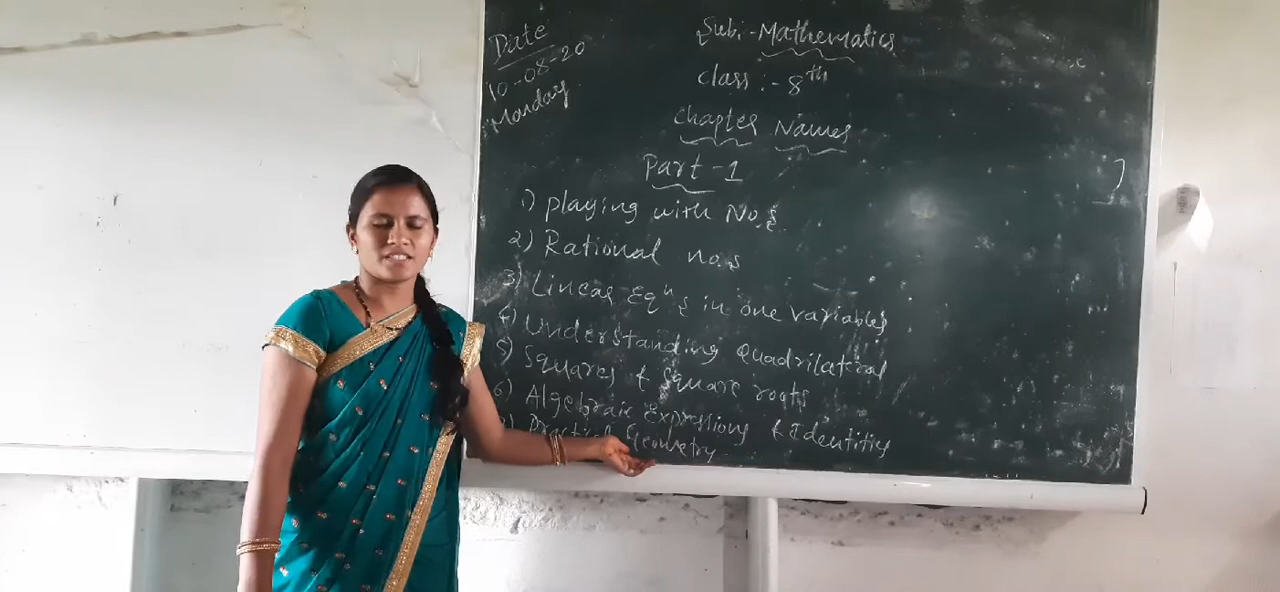 Date
10-08-20
Monday
Sub:-Mathematics
Class :- 8th
Chapter Names
Part-1
1) playing with No.s
2) Rational no.s
3) Linear Eqn s in one variables
4) Understanding Quadrilateral
5) Squares & Square roots
6) Algebraic Expressions & Identities
7) Practical Geometry